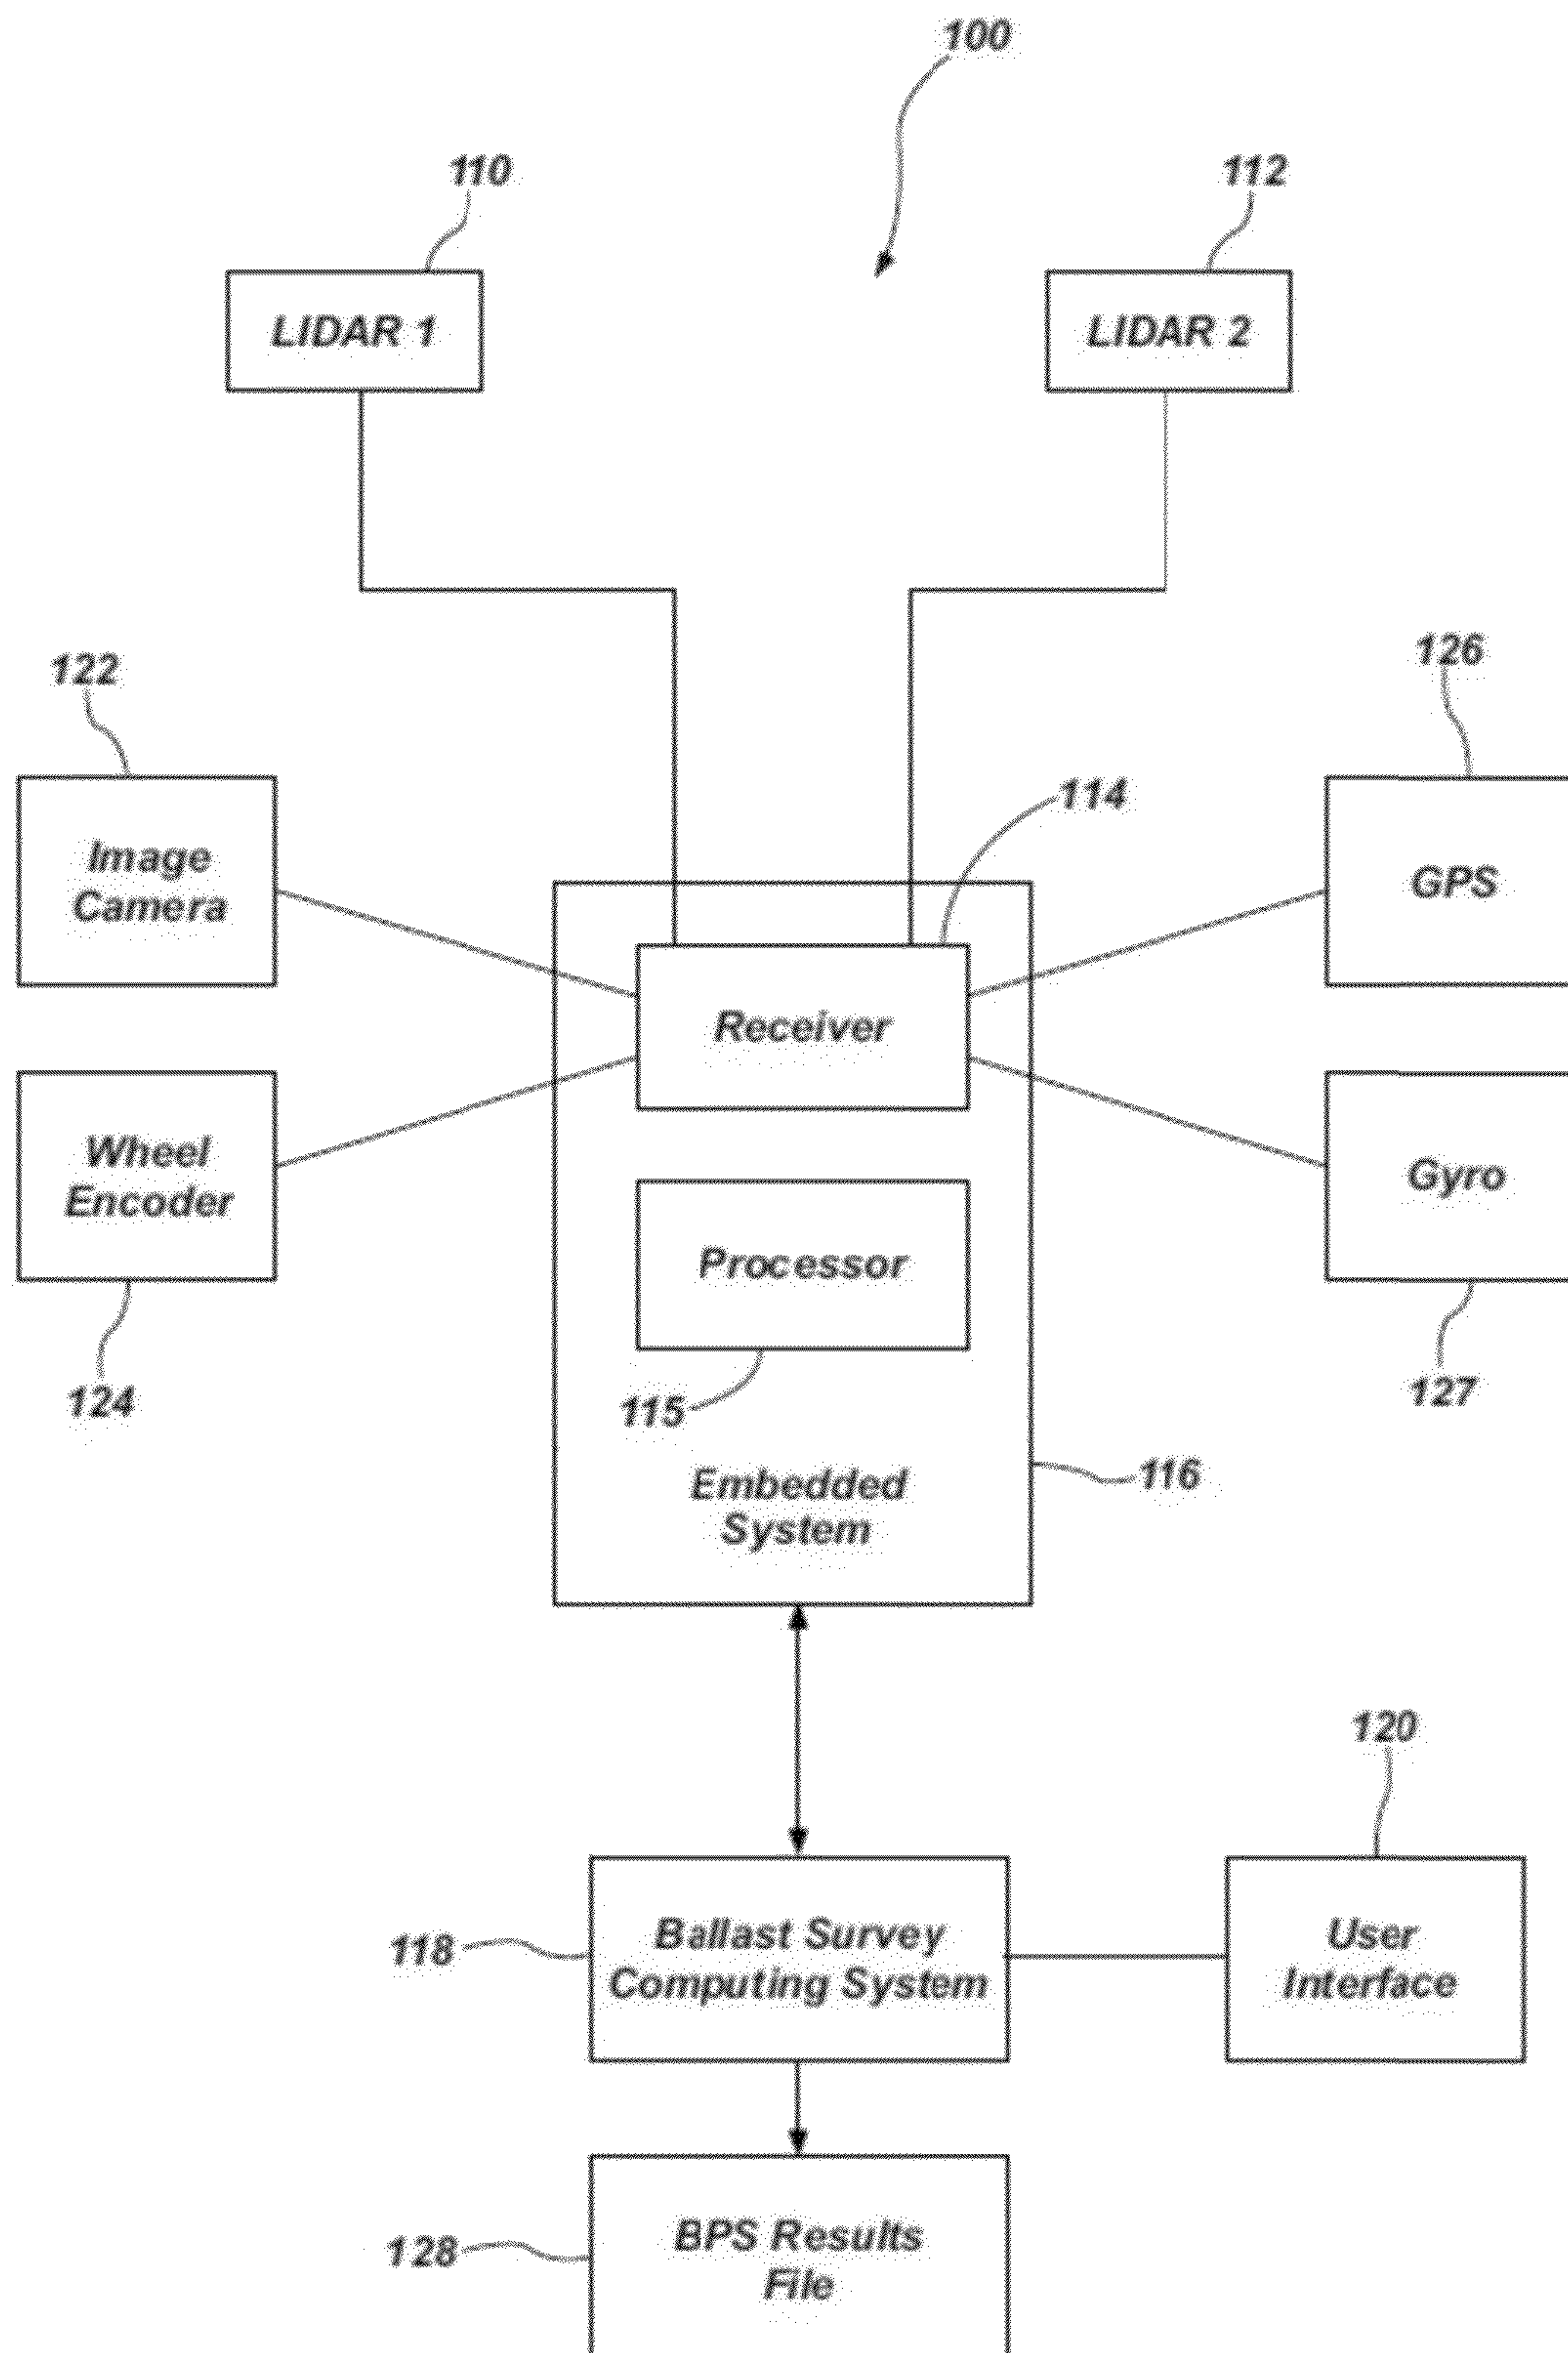 100
110
112
LIDAR 1
LIDAR 2
122
126
114
Image
Camera
GPS
Receiver
Wheel
Encoder
Gyro
Processor
124
127
115
116
Embedded
System
120
118
Ballast Survey
Computing System
User
Interface
128
BPS Results
File